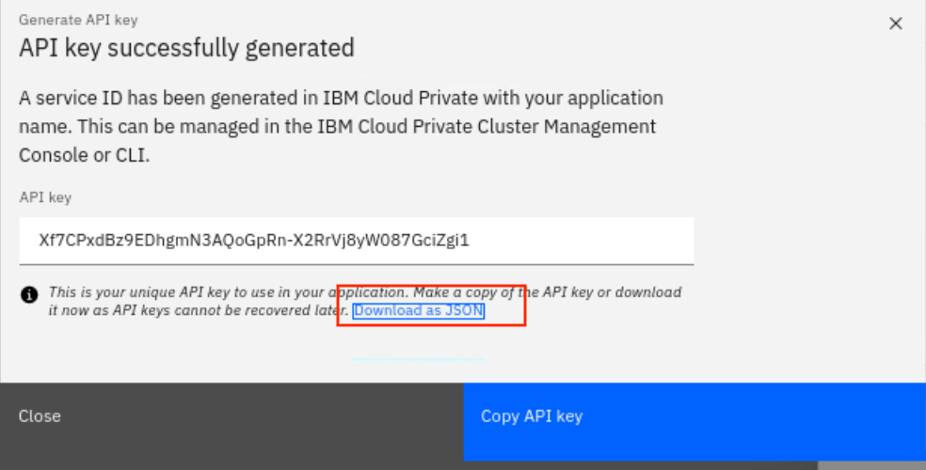 Generate API key
API key successfully generated
A service ID has been generated in IBM Cloud Private with your application
name. This can be managed in the IBM Cloud Private Cluster Management
Console or CLI.
API key
Xf7CPxdBz9EDhgmN3AQoGpRn-X2RrVj8yW087GciZgi1
This is your unique API key to use in your application. Make a copy of the API key or download
it now as API keys cannot be recovered later. Download as JSON
Close
Copy API key